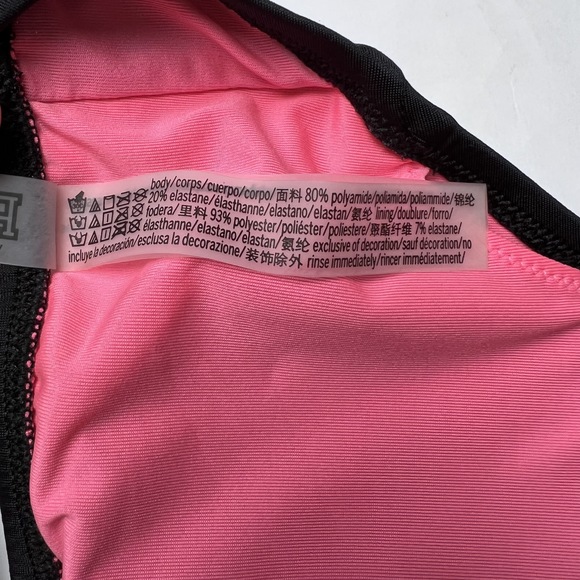 body/corps/cuerpo/corpo/面料 80% polyamide/poliamida/poliammide/锦纶
20% elastane/élasthanne/elastano/elastan/氨纶 lining/doublure/forro/
fodera/里料 93% polyester/poliéster/poliestere/聚酯纤维 7% elastane/
élasthanne/elastano/elastan/氨纶 exclusive of decoration/sauf décoration/no
incluye la decoración/esclusa la decorazione/装饰除外 rinse immediately/rincer immédiatement/